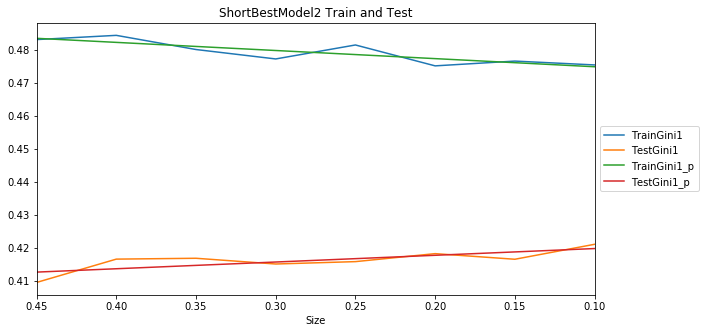 ShortBestModel2 Train and Test
0.48
0.47
0.46
0.45
0.44
0.43
0.42
0.41
0.45 0.40 0.35 0.30 0.25 0.20 0.15 0.10
Size
TrainGini1
TestGini1
TrainGini1_p
TestGini1_p